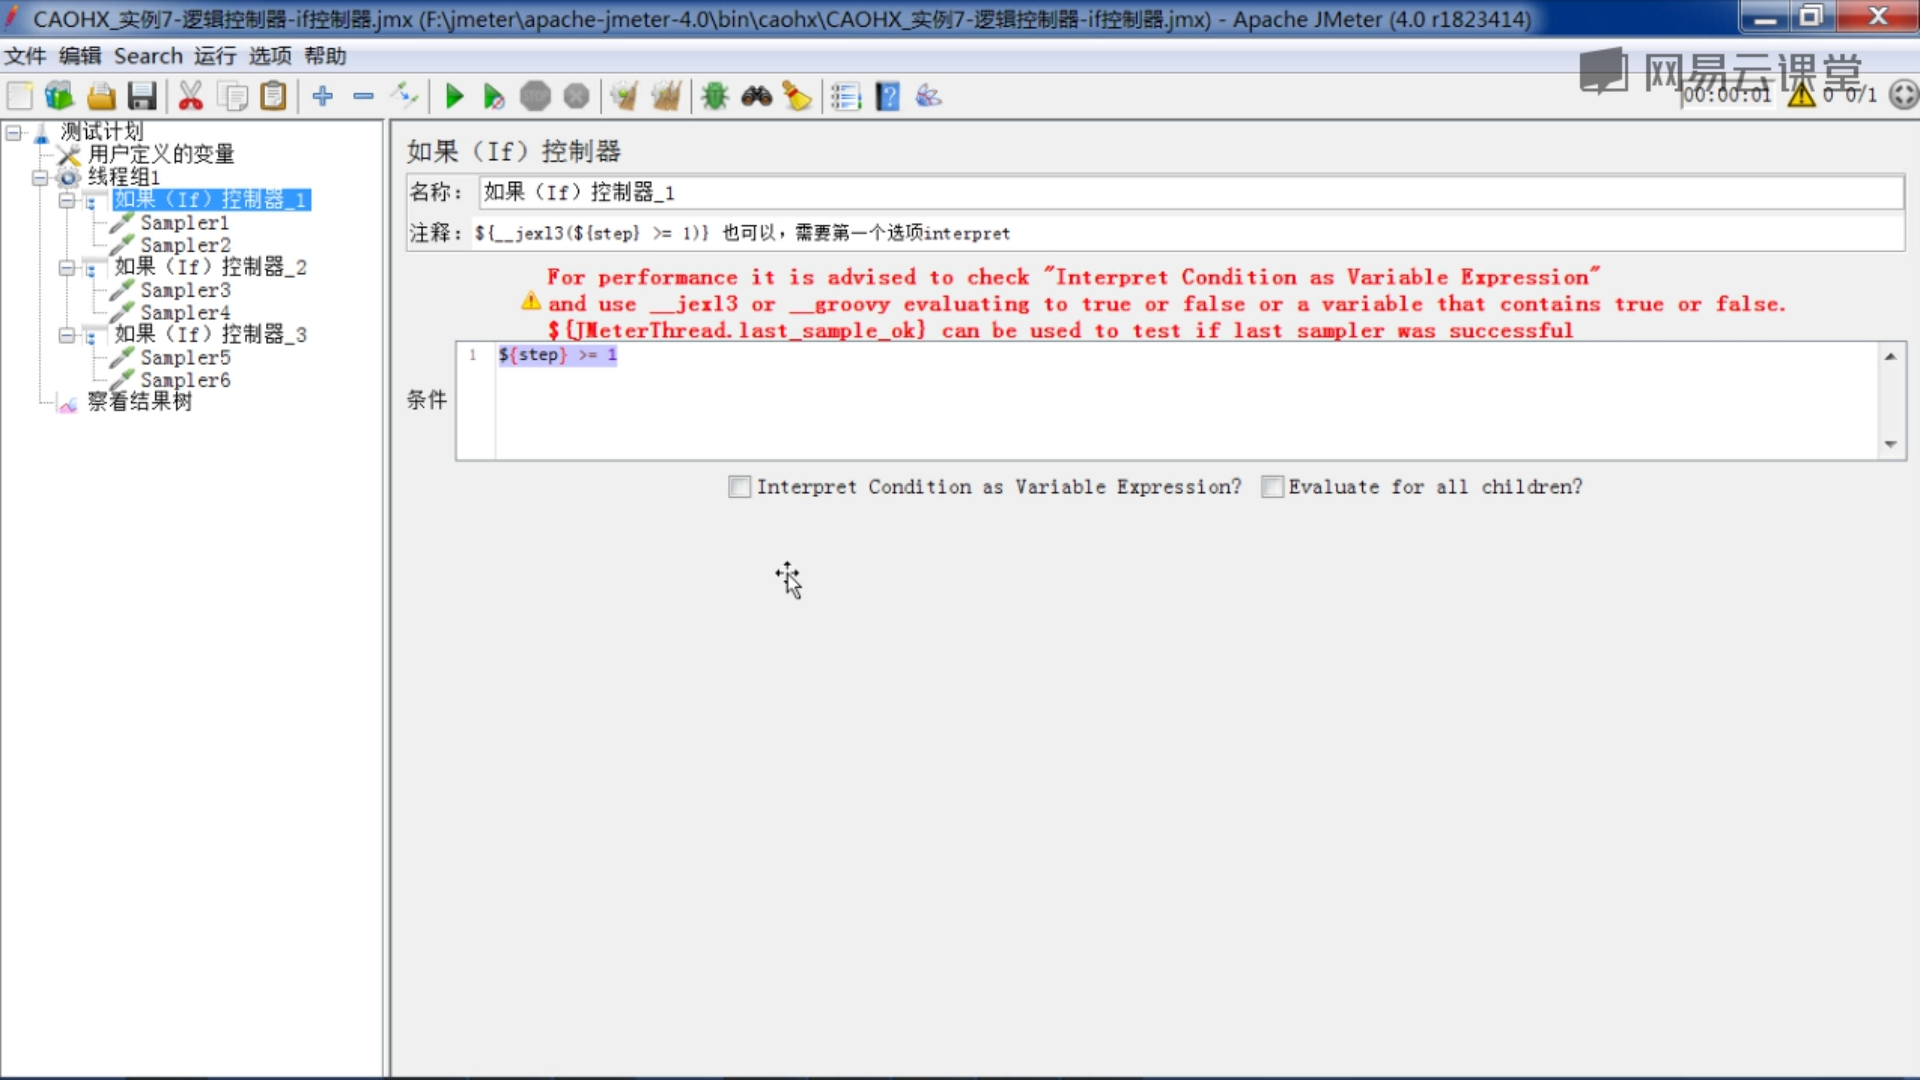 CAOHX_实例7-逻辑控制器-if控制器.jmx (F:\jmeter\apache-jmeter-4.0\bin\caohx\CAOHX_实例7-逻辑控制器-if控制器.jmx) - Apache JMeter (4.0 r1823414)
文件 编辑 Search 运行 选项 帮助
网易云课堂
00:00:01 0 0/1
测试计划
用户定义的变量
线程组1
如果（If）控制器_1
Sampler1
Sampler2
如果（If）控制器_2
Sampler3
Sampler4
如果（If）控制器_3
Sampler5
Sampler6
察看结果树
如果（If）控制器
名称： 如果（If）控制器_1
注释： ${__jexl3(${step} >= 1)} 也可以，需要第一个选项interpret
For performance it is advised to check "Interpret Condition as Variable Expression"
and use __jexl3 or __groovy evaluating to true or false or a variable that contains true or false.
${JMeterThread.last_sample_ok} can be used to test if last sampler was successful
1 ${step} >= 1
条件
Interpret Condition as Variable Expression? Evaluate for all children?